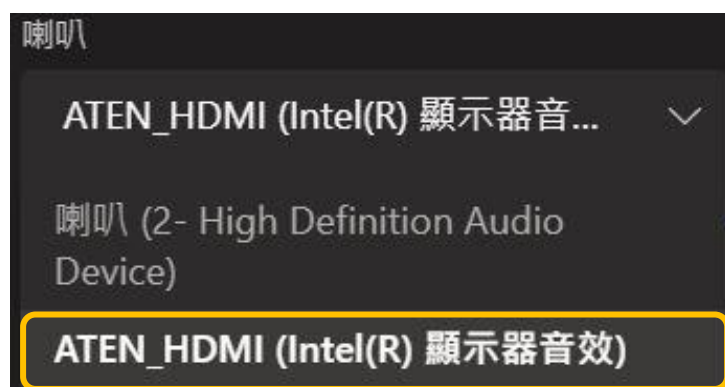 喇叭
ATEN_HDMI (Intel(R) 顯示器音...
喇叭 (2- High Definition Audio
Device)
ATEN_HDMI (Intel(R) 顯示器音效)